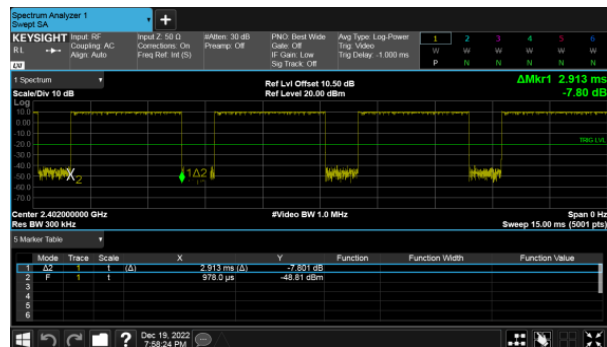 Spectrum Analyzer 1
Swept SA
+
KEYSIGHT Input: RF Input Z: 50 Ω #Atten: 30 dB PNO: Best Wide Avg Type: Log-Power 1 2 3 4 5 6
RL Coupling: AC Corrections: On Preamp: Off Gate: Off Trig: Video W W W W W W
Align: Auto Freq Ref: Int (S) IF Gain: Low Trig Delay: -1.000 ms P N N N N N
Sig Track: Off
LXI
1 Spectrum Ref Lvl Offset 10.50 dB ΔMkr1 2.913 ms
Scale/Div 10 dB Ref Level 20.00 dBm -7.80 dB
Log
10.0
0.00
-10.0
-20.0
TRIG LVL
-30.0
-40.0
X2 1Δ2
-50.0
-60.0
-70.0
Center 2.402000000 GHz #Video BW 1.0 MHz Span 0 Hz
Res BW 300 kHz Sweep 15.00 ms (5001 pts)
5 Marker Table
Mode Trace Scale X Y Function Function Width Function Value
1 Δ2 1 t (Δ) 2.913 ms (Δ) -7.801 dB
2 F 1 t 978.0 µs -48.81 dBm
3
4
5
6
? Dec 19, 2022
7:58:24 PM